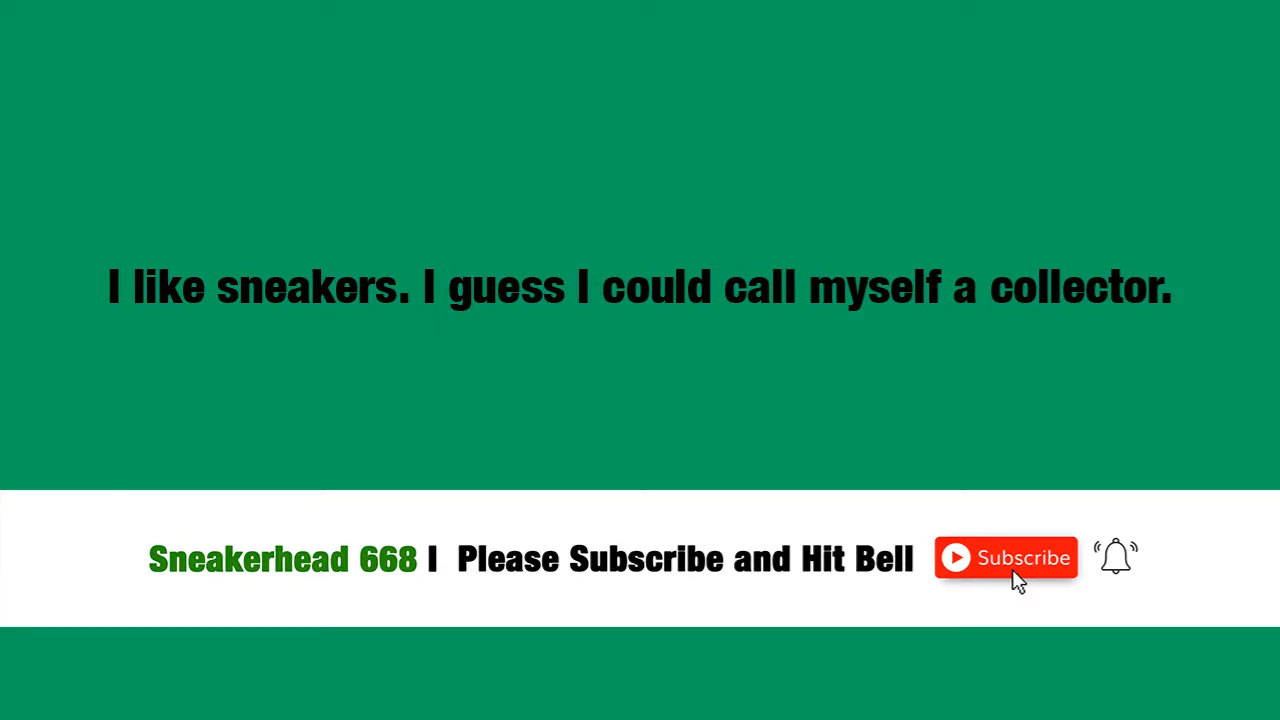 I like sneakers. I guess I could call myself a collector.
Sneakerhead 668 I Please Subscribe and Hit Bell Subscribe